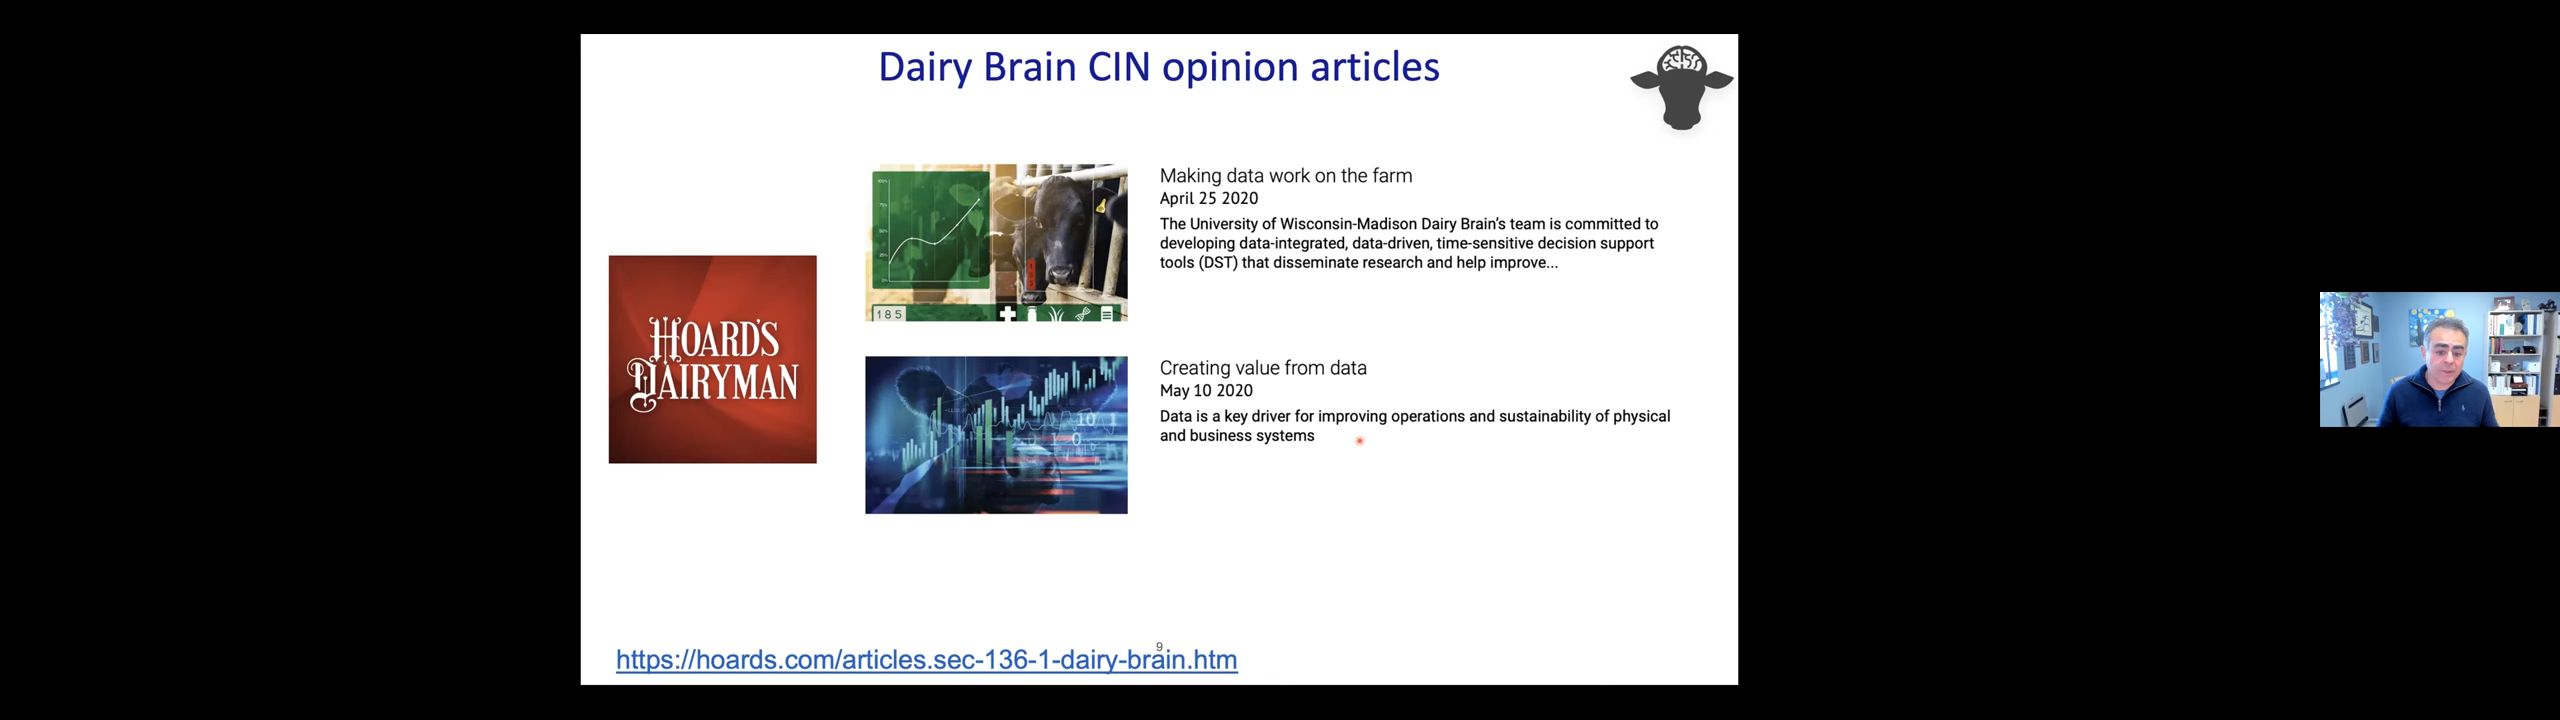 Dairy Brain CIN opinion articles
HOARD'S
DAIRYMAN
185
Making data work on the farm
April 25 2020
The University of Wisconsin-Madison Dairy Brain's team is committed to
developing data-integrated, data-driven, time-sensitive decision support
tools (DST) that disseminate research and help improve...
Creating value from data
May 10 2020
Data is a key driver for improving operations and sustainability of physical
and business systems
9
https://hoards.com/articles.sec-136-1-dairy-brain.htm